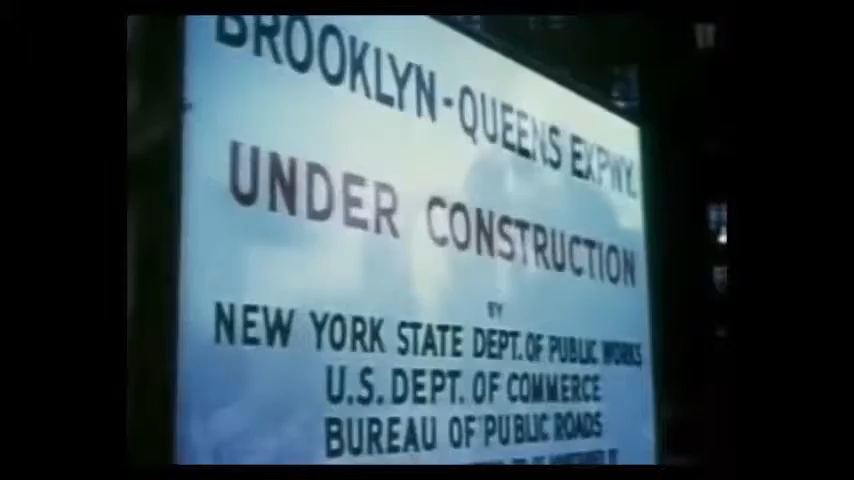 BROOKLYN-QUEENS EXPWY.
UNDER CONSTRUCTION
BY
NEW YORK STATE DEPT. OF PUBLIC WORKS
U.S. DEPT. OF COMMERCE
BUREAU OF PUBLIC ROADS